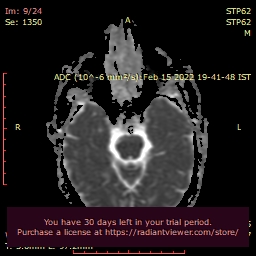 Im: 9/24
STP62
Se: 1350
STP62
M
A
ADC (10^-6 mm²/s): Feb 15 2022 19-41-48 IST
R
L
You have 30 days left in your trial period.
Purchase a license at https://radiantviewer.com/store/